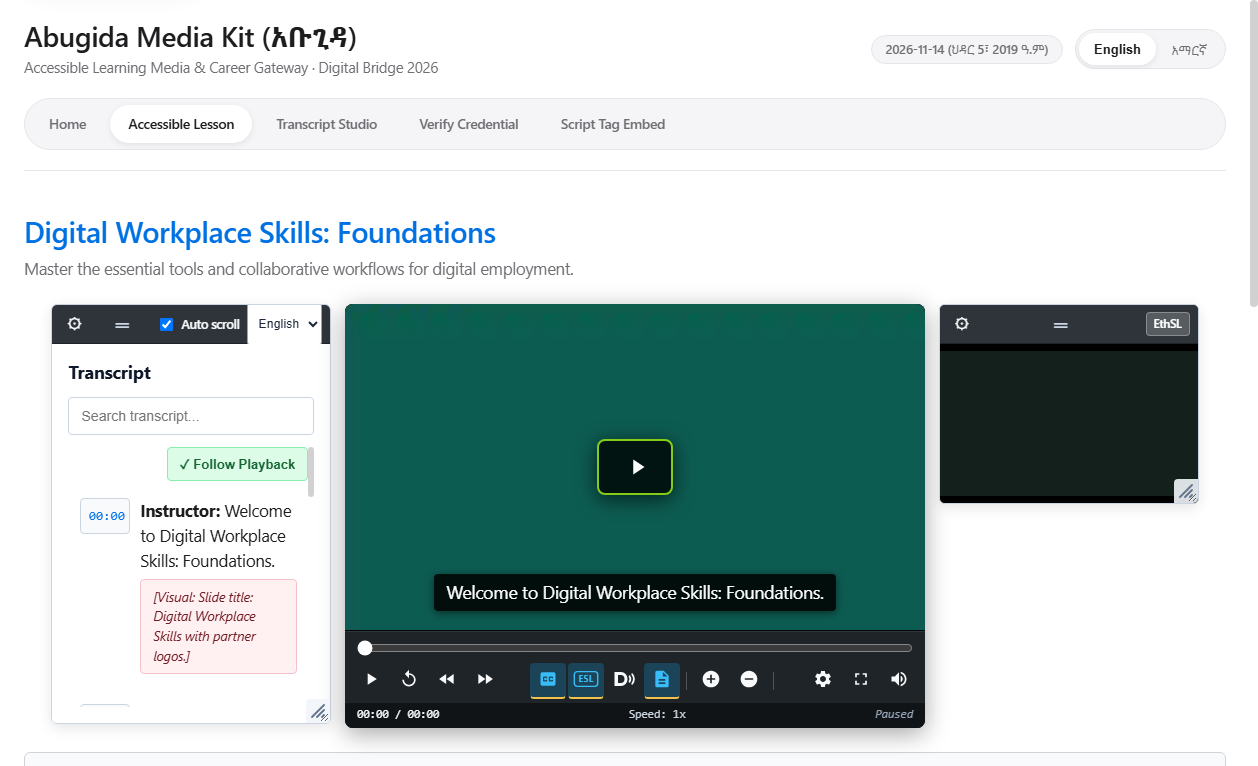 Abugida Media Kit (አቡጊዳ)
Accessible Learning Media & Career Gateway · Digital Bridge 2026
2026-11-14 (ህዳር 5፣ 2019 ዓ.ም)
English
አማርኛ
Home
Accessible Lesson
Transcript Studio
Verify Credential
Script Tag Embed
Digital Workplace Skills: Foundations
Master the essential tools and collaborative workflows for digital employment.
Auto scroll
English
Transcript
Search transcript...
✓ Follow Playback
00:00
Instructor: Welcome
to Digital Workplace
Skills: Foundations.
[Visual: Slide title:
Digital Workplace
Skills with partner
logos.]
Welcome to Digital Workplace Skills: Foundations.
CC
ESL
D
00:00 / 00:00
Speed: 1x
Paused
EthSL